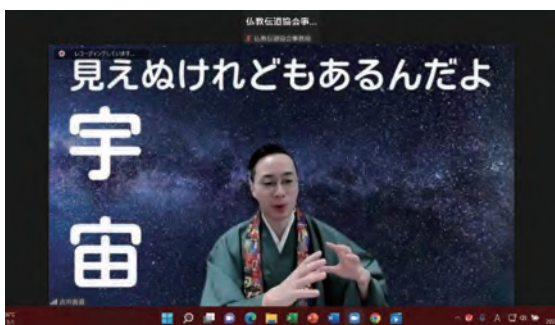 仏教伝道協会事...
仏教伝道協会事務局
レコーディングしています...
見えぬけれどもあるんだよ
宇
宙